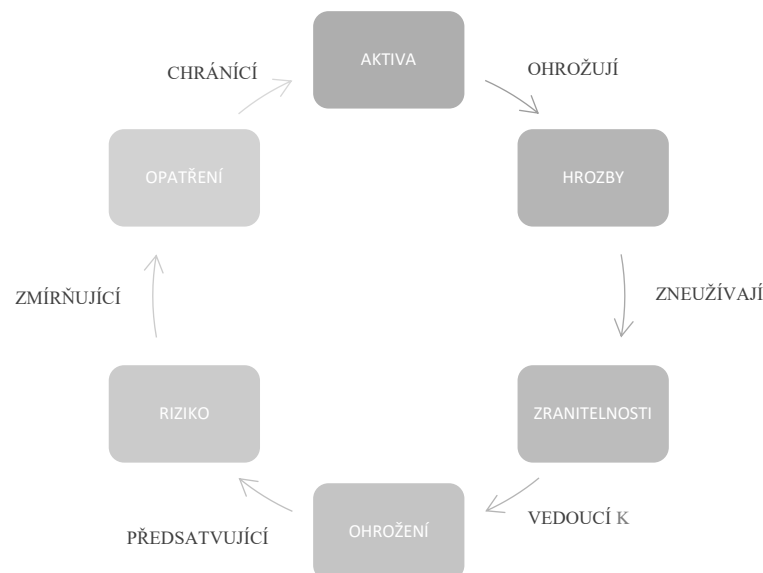 AKTIVA
CHRÁNÍCÍ
OHROŽUJÍ
OPATŘENÍ
HROZBY
ZMÍRŇUJÍCÍ
ZNEUŽÍVAJÍ
RIZIKO
ZRANITELNOSTI
PŘEDSATVUJÍCÍ
OHROŽENÍ
VEDOUCÍ K